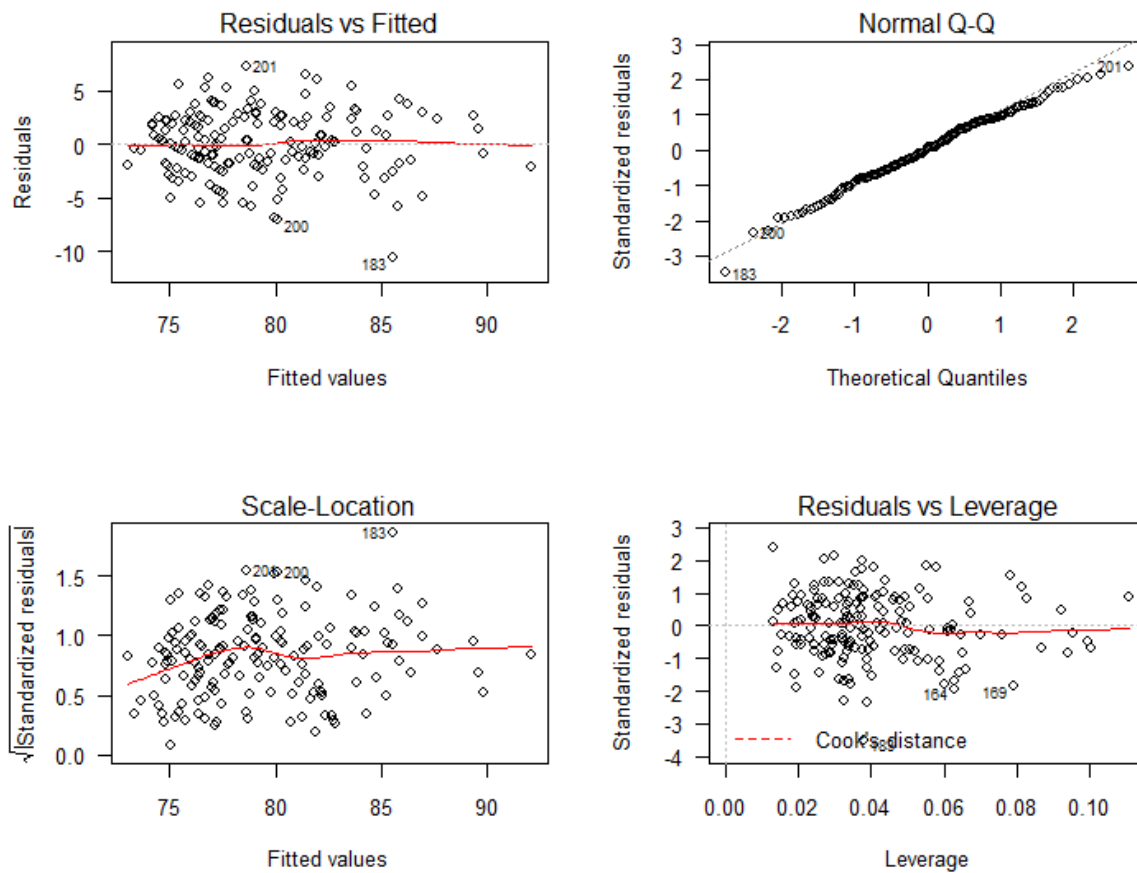 Residuals vs Fitted
Residuals
5
0
-5
-10
201
200
183
75 80 85 90
Fitted values
Normal Q-Q
Standardized residuals
3
2
1
0
-1
-2
-3
201
200
183
-2 -1 0 1 2
Theoretical Quantiles
Scale-Location
√|Standardized residuals|
1.5
1.0
0.5
0.0
183
201
200
75 80 85 90
Fitted values
Residuals vs Leverage
Standardized residuals
3
2
1
0
-1
-2
-3
-4
164
169
183
Cook's distance
0.00 0.02 0.04 0.06 0.08 0.10
Leverage